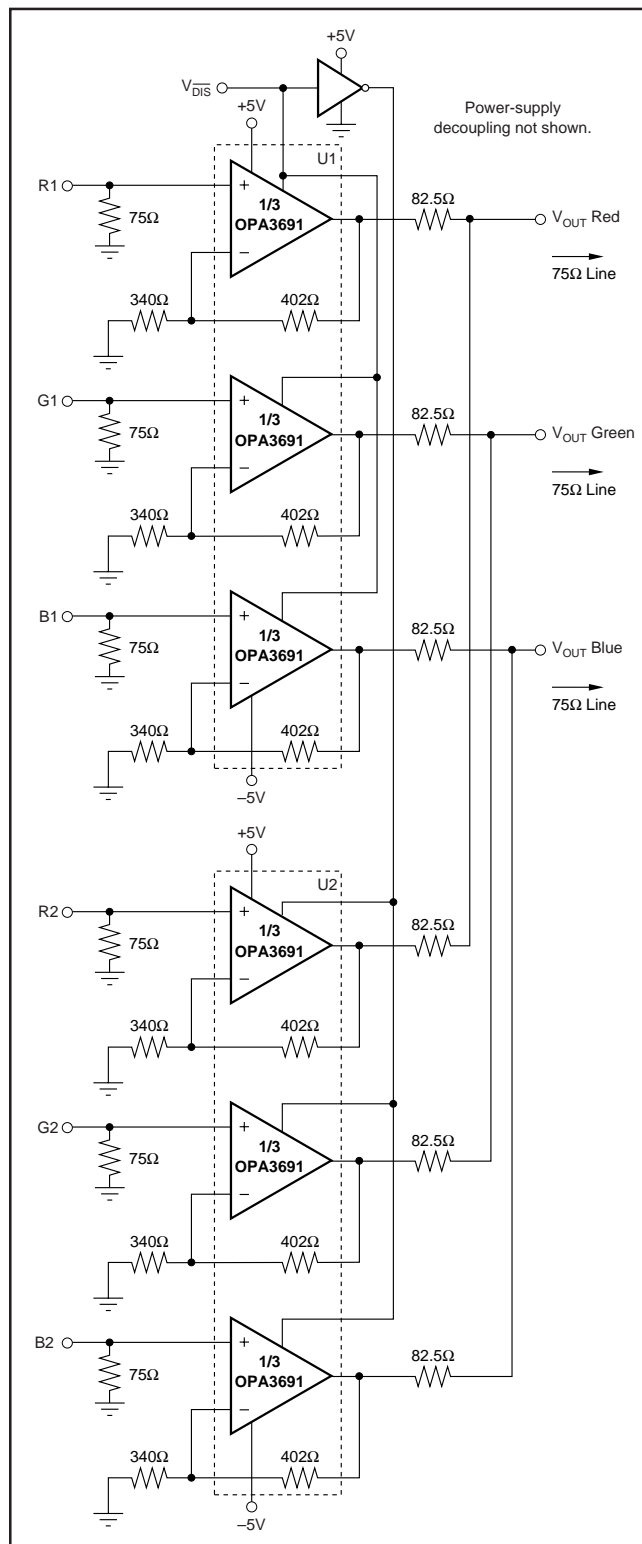 +5V
V_DIS̅
+5V
Power-supply
decoupling not shown.
U1
R1
+
1/3
OPA3691
–
75Ω
82.5Ω
V_OUT Red
75Ω Line
340Ω
402Ω
G1
+
1/3
OPA3691
–
75Ω
82.5Ω
V_OUT Green
75Ω Line
340Ω
402Ω
B1
+
1/3
OPA3691
–
75Ω
82.5Ω
V_OUT Blue
75Ω Line
340Ω
402Ω
–5V
+5V
U2
R2
+
1/3
OPA3691
–
75Ω
82.5Ω
340Ω
402Ω
G2
+
1/3
OPA3691
–
75Ω
82.5Ω
340Ω
402Ω
B2
+
1/3
OPA3691
–
75Ω
82.5Ω
340Ω
402Ω
–5V